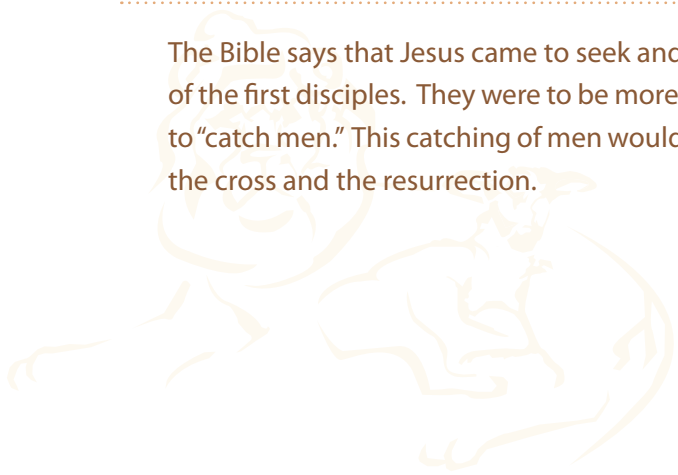 The Bible says that Jesus came to seek and
of the first disciples. They were to be more
to “catch men.” This catching of men would
the cross and the resurrection.